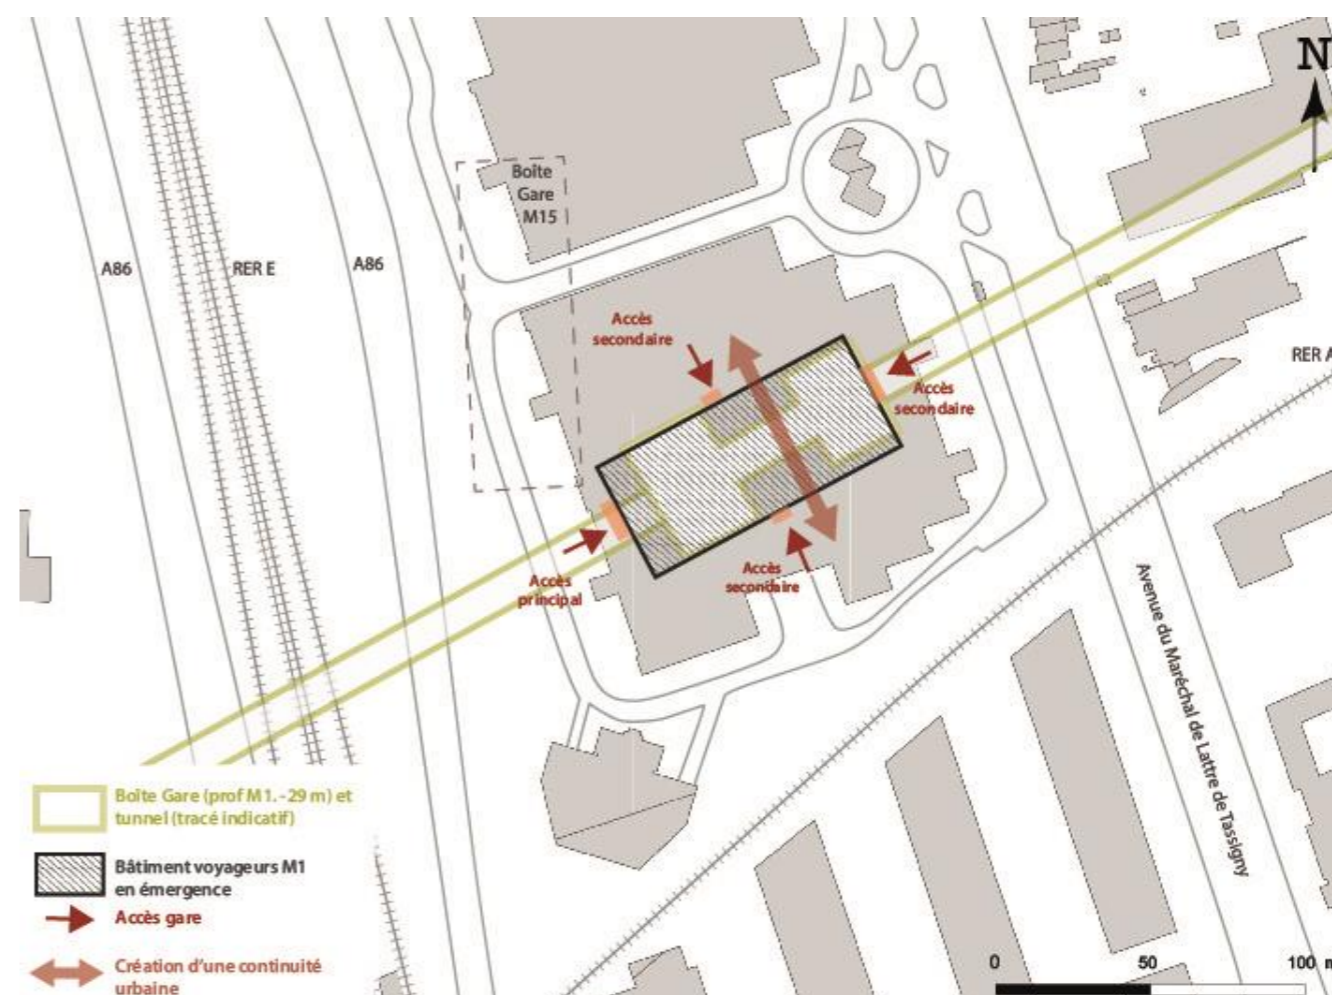 N
Boîte
Gare
M15
A86
RER E
A86
Accès
secondaire
Accès
secondaire
RER A
Accès
principal
Accès
secondaire
Avenue du Maréchal de Lattre de Tassigny
Boîte Gare (prof M1.-29 m) et
tunnel (tracé indicatif)
Bâtiment voyageurs M1
en émergence
Accès gare
Création d'une continuité
urbaine
0 50 100 m